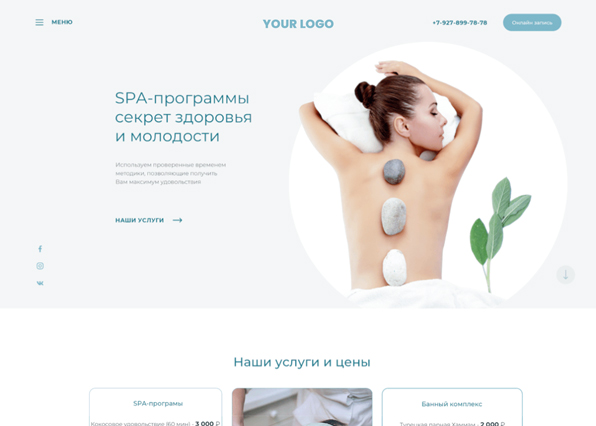 МЕНЮ
YOUR LOGO
+7-927-899-78-78
Онлайн запись
SPA-программы
секрет здоровья
и молодости
Используем проверенные временем
методики, позволяющие получить
Вам максимум удовольствия
НАШИ УСЛУГИ
Наши услуги и цены
SPA-програмы
Кокосовое удовольствие (60 мин) - 3 000 ₽
Банный комплекс
Турецкая парная Хаммам - 2 000 ₽